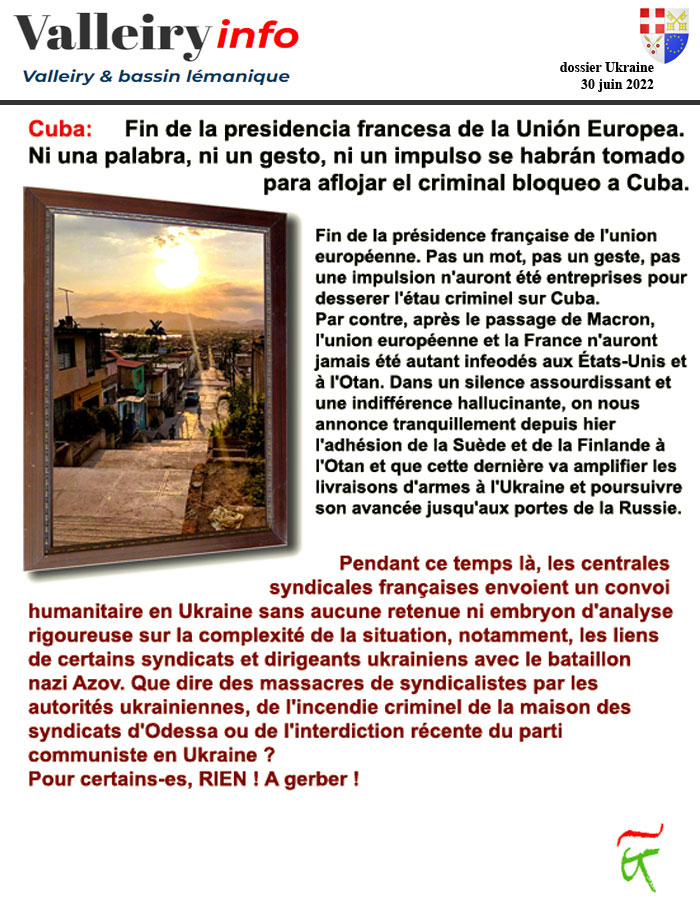 Valleiry info
Valleiry & bassin lémanique
dossier Ukraine
30 juin 2022
Cuba: Fin de la presidencia francesa de la Unión Europea.
Ni una palabra, ni un gesto, ni un impulso se habrán tomado
para aflojar el criminal bloqueo a Cuba.
Fin de la présidence française de l'union
européenne. Pas un mot, pas un geste, pas
une impulsion n'auront été entreprises pour
desserer l'étau criminel sur Cuba.
Par contre, après le passage de Macron,
l'union européenne et la France n'auront
jamais été autant infeodés aux États-Unis et
à l'Otan. Dans un silence assourdissant et
une indifférence hallucinante, on nous
annonce tranquillement depuis hier
l'adhésion de la Suède et de la Finlande à
l'Otan et que cette dernière va amplifier les
livraisons d'armes à l'Ukraine et poursuivre
son avancée jusqu'aux portes de la Russie.
Pendant ce temps là, les centrales
syndicales françaises envoient un convoi
humanitaire en Ukraine sans aucune retenue ni embryon d'analyse
rigoureuse sur la complexité de la situation, notamment, les liens
de certains syndicats et dirigeants ukrainiens avec le bataillon
nazi Azov. Que dire des massacres de syndicalistes par les
autorités ukrainiennes, de l'incendie criminel de la maison des
syndicats d'Odessa ou de l'interdiction récente du parti
communiste en Ukraine ?
Pour certains-es, RIEN ! A gerber !